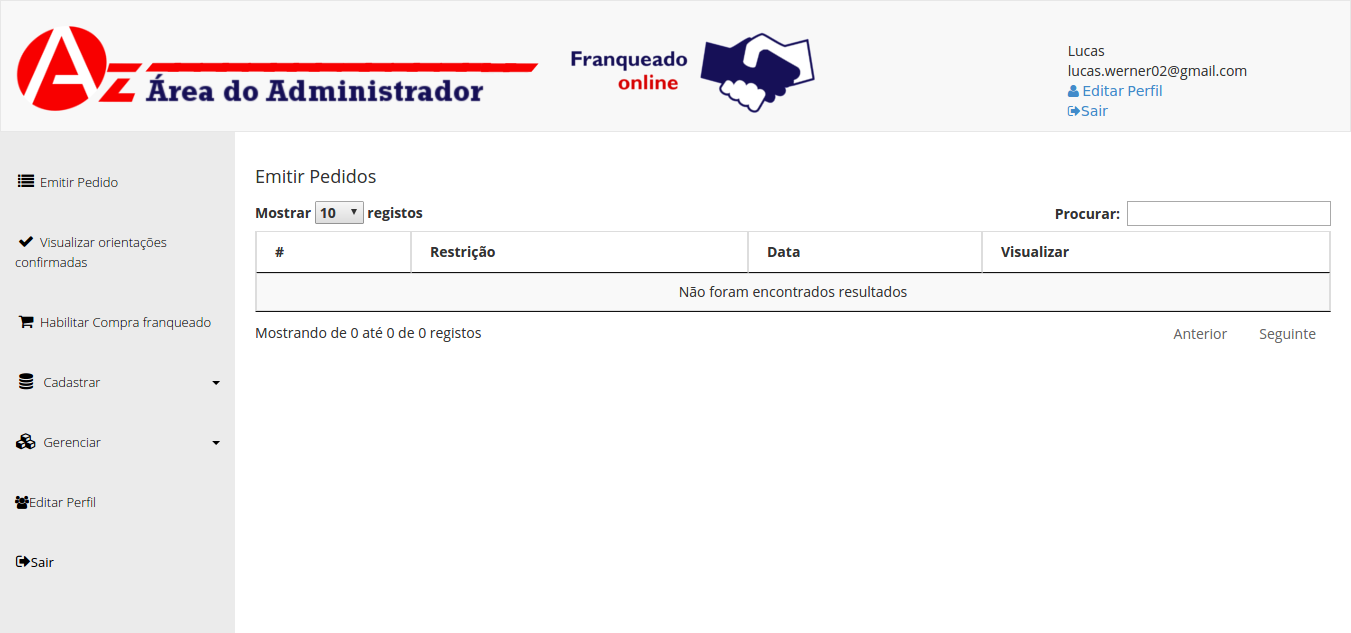 Az Área do Administrador
Franqueado
online
Lucas
lucas.werner02@gmail.com
Editar Perfil
Sair
Emitir Pedido
Visualizar orientações
confirmadas
Habilitar Compra franqueado
Cadastrar
Gerenciar
Editar Perfil
Sair
Emitir Pedidos
Mostrar 10 registos
Procurar:
# Restrição Data Visualizar
Não foram encontrados resultados
Mostrando de 0 até 0 de 0 registos
Anterior Seguinte